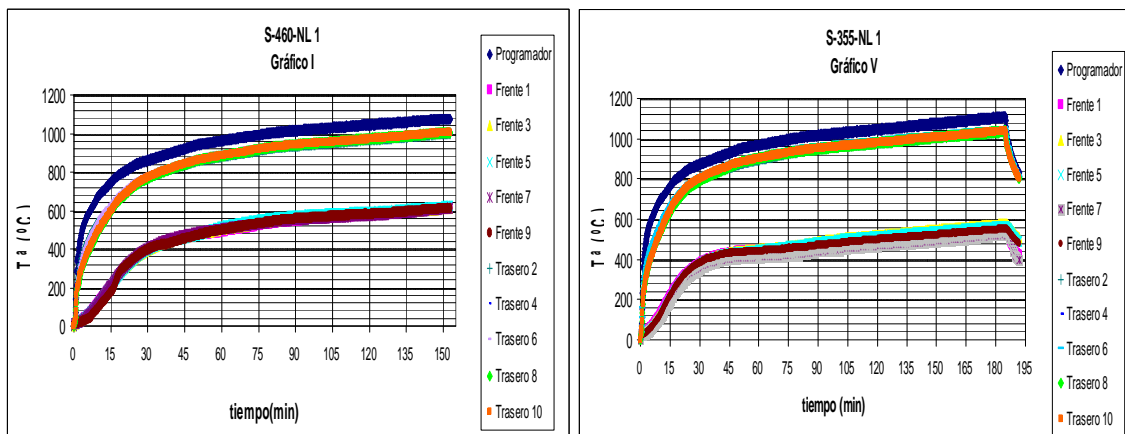 S-460-NL 1
Gráfico I
1200
1000
800
600
400
200
0
Tª (ºC)
0 15 30 45 60 75 90 105 120 135 150
tiempo(min)
Programador
Frente 1
Frente 3
Frente 5
Frente 7
Frente 9
Trasero 2
Trasero 4
Trasero 6
Trasero 8
Trasero 10
S-355-NL 1
Gráfico V
1200
1000
800
600
400
200
0
Tª (ºC)
0 15 30 45 60 75 90 105 120 135 150 165 180 195
tiempo (min)
Programador
Frente 1
Frente 3
Frente 5
Frente 7
Frente 9
Trasero 2
Trasero 4
Trasero 6
Trasero 8
Trasero 10